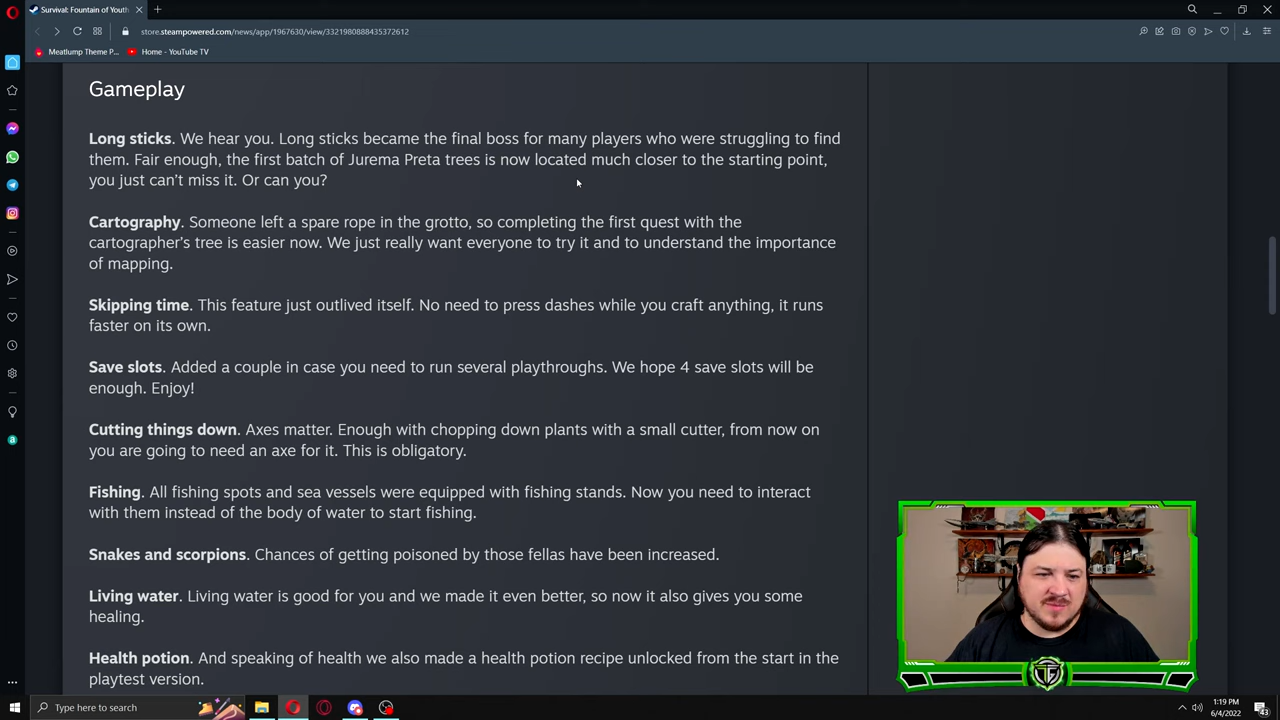 Survival: Fountain of Youth
store.steampowered.com/news/app/1967630/view/3321980888435372612
Meatlump Theme P...
Home - YouTube TV
Gameplay
Long sticks. We hear you. Long sticks became the final boss for many players who were struggling to find
them. Fair enough, the first batch of Jurema Preta trees is now located much closer to the starting point,
you just can't miss it. Or can you?
Cartography. Someone left a spare rope in the grotto, so completing the first quest with the
cartographer's tree is easier now. We just really want everyone to try it and to understand the importance
of mapping.
Skipping time. This feature just outlived itself. No need to press dashes while you craft anything, it runs
faster on its own.
Save slots. Added a couple in case you need to run several playthroughs. We hope 4 save slots will be
enough. Enjoy!
Cutting things down. Axes matter. Enough with chopping down plants with a small cutter, from now on
you are going to need an axe for it. This is obligatory.
Fishing. All fishing spots and sea vessels were equipped with fishing stands. Now you need to interact
with them instead of the body of water to start fishing.
Snakes and scorpions. Chances of getting poisoned by those fellas have been increased.
Living water. Living water is good for you and we made it even better, so now it also gives you some
healing.
Health potion. And speaking of health we also made a health potion recipe unlocked from the start in the
playtest version.
Type here to search
1:19 PM
6/4/2022
43